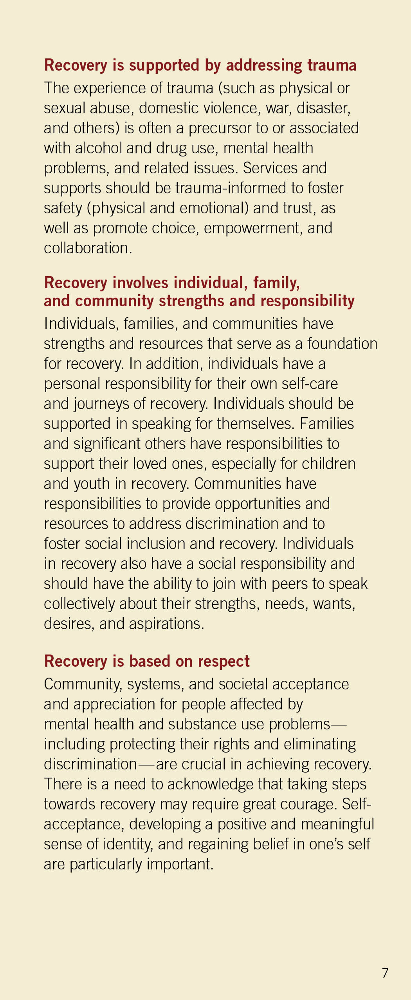 Recovery is supported by addressing trauma
The experience of trauma (such as physical or
sexual abuse, domestic violence, war, disaster,
and others) is often a precursor to or associated
with alcohol and drug use, mental health
problems, and related issues. Services and
supports should be trauma-informed to foster
safety (physical and emotional) and trust, as
well as promote choice, empowerment, and
collaboration.
Recovery involves individual, family,
and community strengths and responsibility
Individuals, families, and communities have
strengths and resources that serve as a foundation
for recovery. In addition, individuals have a
personal responsibility for their own self-care
and journeys of recovery. Individuals should be
supported in speaking for themselves. Families
and significant others have responsibilities to
support their loved ones, especially for children
and youth in recovery. Communities have
responsibilities to provide opportunities and
resources to address discrimination and to
foster social inclusion and recovery. Individuals
in recovery also have a social responsibility and
should have the ability to join with peers to speak
collectively about their strengths, needs, wants,
desires, and aspirations.
Recovery is based on respect
Community, systems, and societal acceptance
and appreciation for people affected by
mental health and substance use problems—
including protecting their rights and eliminating
discrimination—are crucial in achieving recovery.
There is a need to acknowledge that taking steps
towards recovery may require great courage. Self-
acceptance, developing a positive and meaningful
sense of identity, and regaining belief in one’s self
are particularly important.
7